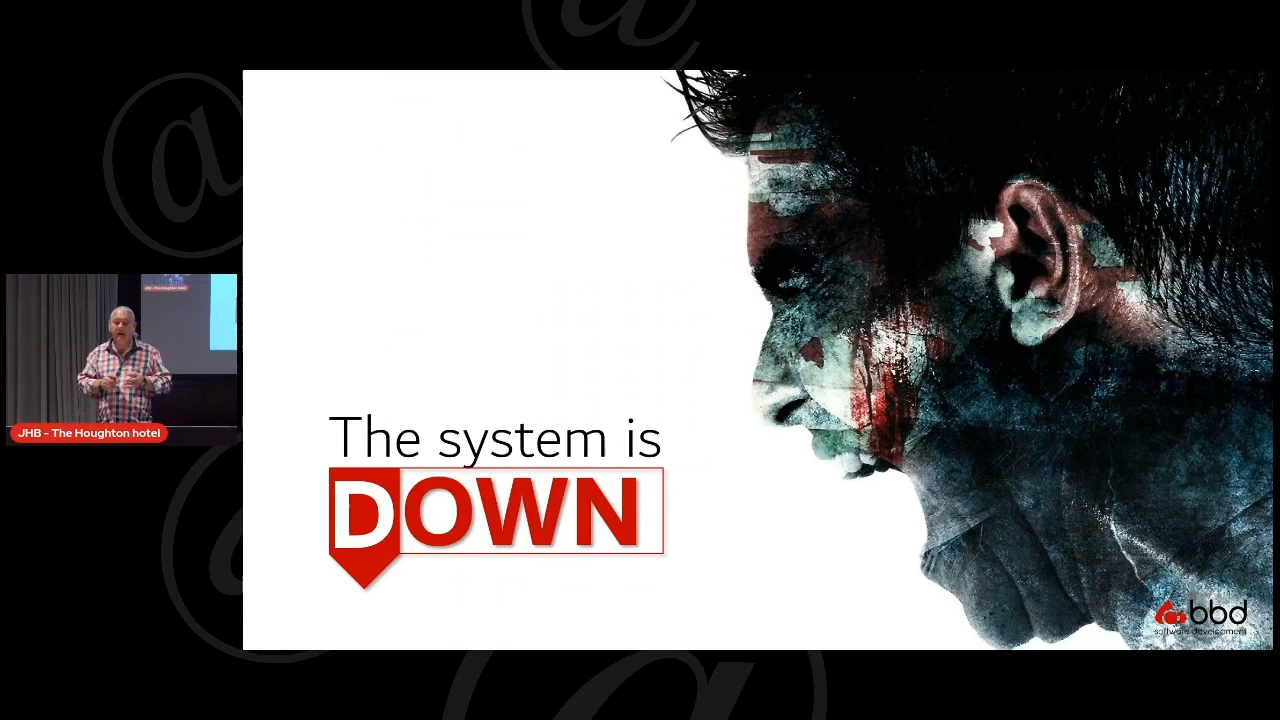 The system is
DOWN
JHB - The Houghton hotel
bbd
software development